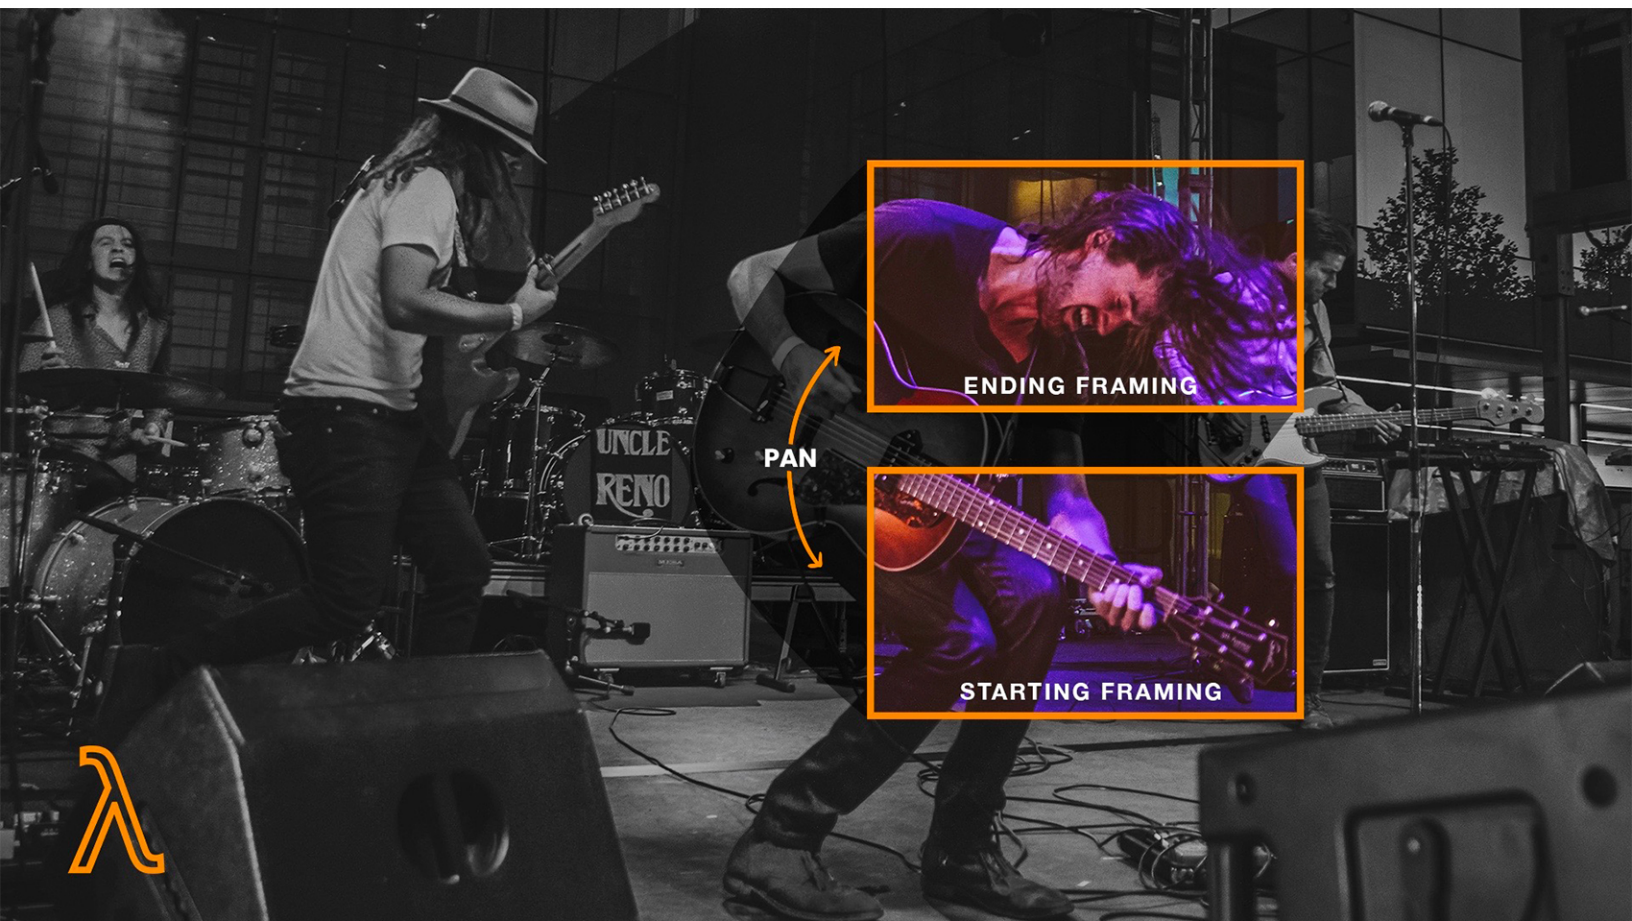 ENDING FRAMING
PAN
UNCLE
RENO
STARTING FRAMING
λ